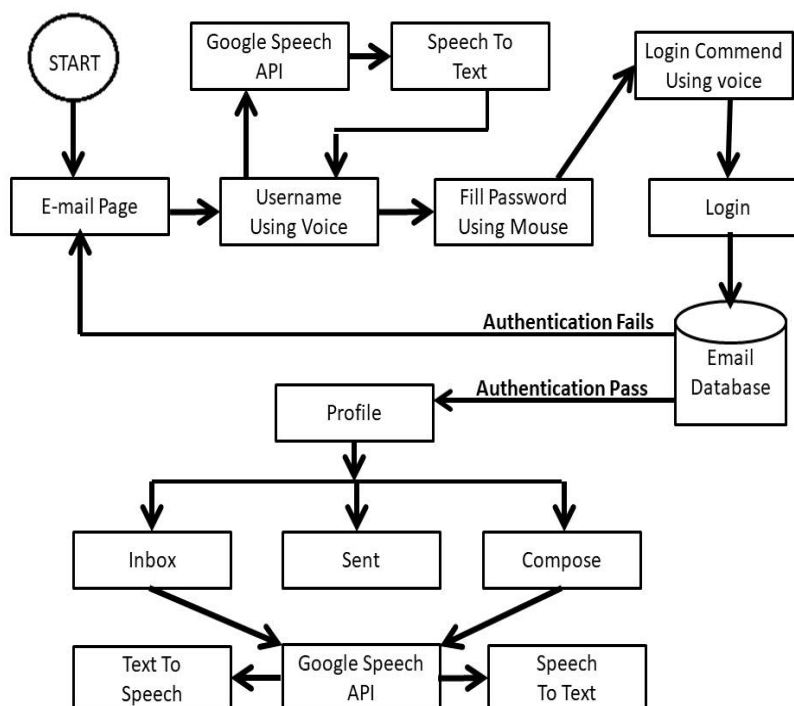 START
Google Speech
API
Speech To
Text
Login Commend
Using voice
E-mail Page
Username
Using Voice
Fill Password
Using Mouse
Login
Authentication Fails
Email
Database
Authentication Pass
Profile
Inbox
Sent
Compose
Text To
Speech
Google Speech
API
Speech
To Text